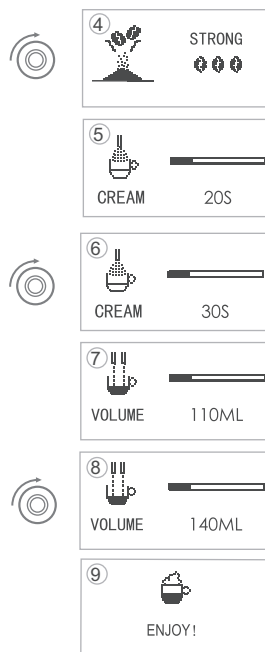 ④
STRONG
⑤
CREAM 20S
⑥
CREAM 30S
⑦
VOLUME 110ML
⑧
VOLUME 140ML
⑨
ENJOY!